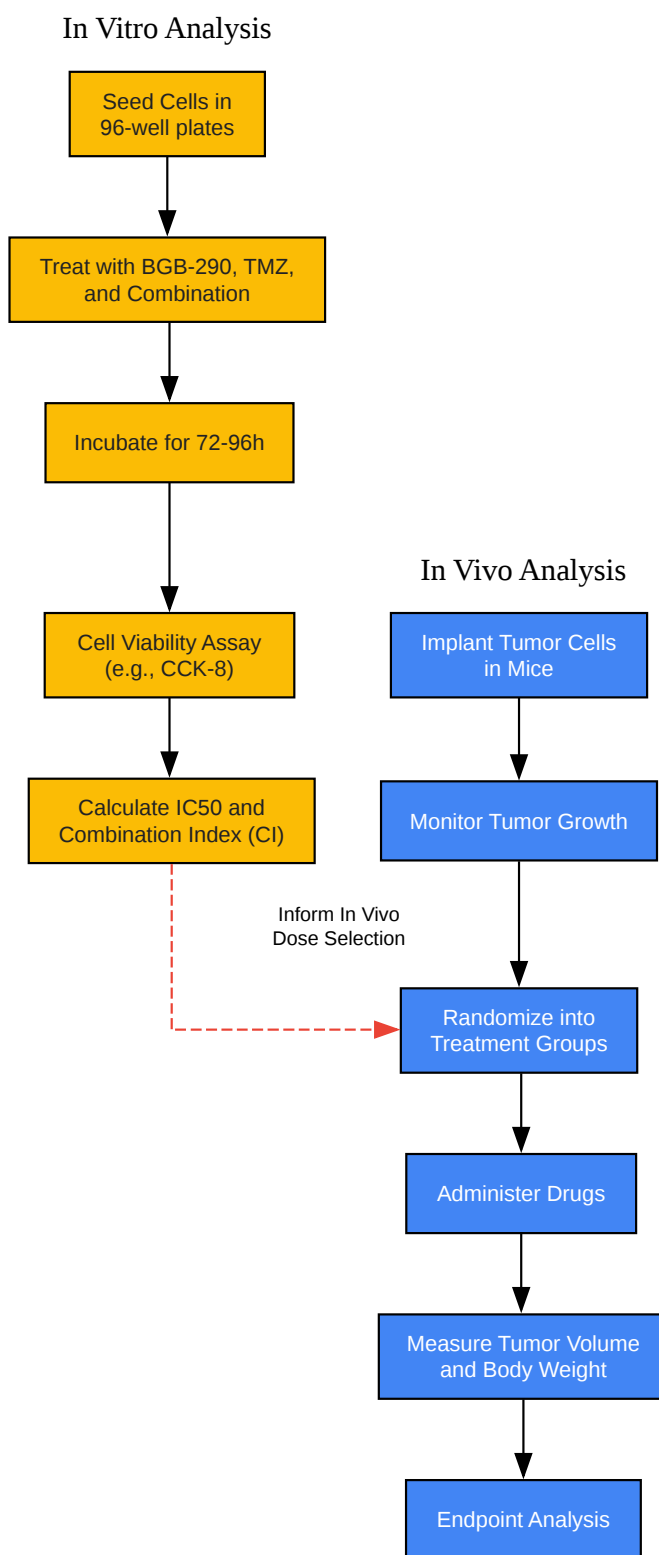 In Vitro Analysis
Seed Cells in
96-well plates
Treat with BGB-290, TMZ,
and Combination
Incubate for 72-96h
Cell Viability Assay
(e.g., CCK-8)
Calculate IC50 and
Combination Index (CI)
Inform In Vivo
Dose Selection
In Vivo Analysis
Implant Tumor Cells
in Mice
Monitor Tumor Growth
Randomize into
Treatment Groups
Administer Drugs
Measure Tumor Volume
and Body Weight
Endpoint Analysis